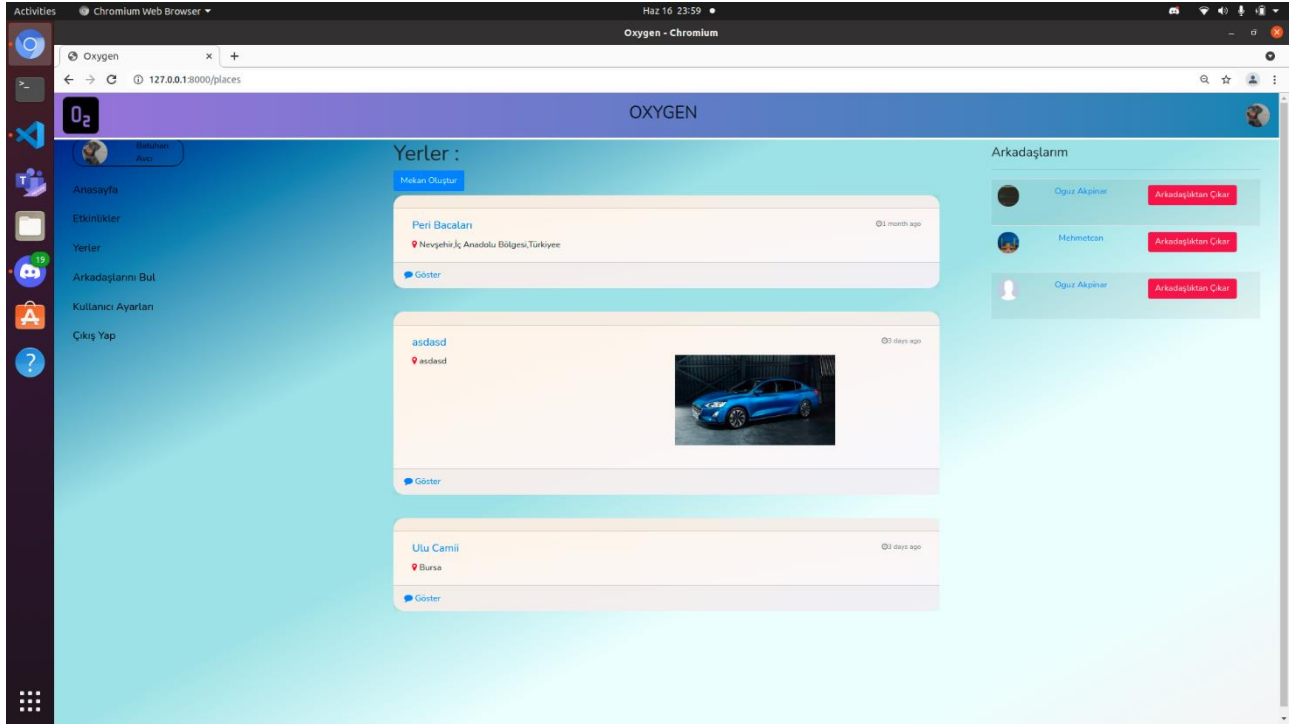 Activities Chromium Web Browser Haz 16 23:59
Oxygen - Chromium
Oxygen
127.0.0.1:8000/places
O2 OXYGEN
Batuhan
Avcı
Anasayfa
Etkinlikler
Yerler
Arkadaşlarını Bul
Kullanıcı Ayarları
Çıkış Yap
19
Yerler :
Mekan Oluştur
Peri Bacaları 1 month ago
Nevşehir,İç Anadolu Bölgesi,Türkiyee
Göster
asdasd 3 days ago
asdasd
Göster
Ulu Camii 3 days ago
Bursa
Göster
Arkadaşlarım
Oguz Akpinar Arkadaşlıktan Çıkar
Mehmetcan Arkadaşlıktan Çıkar
Oguz Akpinar Arkadaşlıktan Çıkar